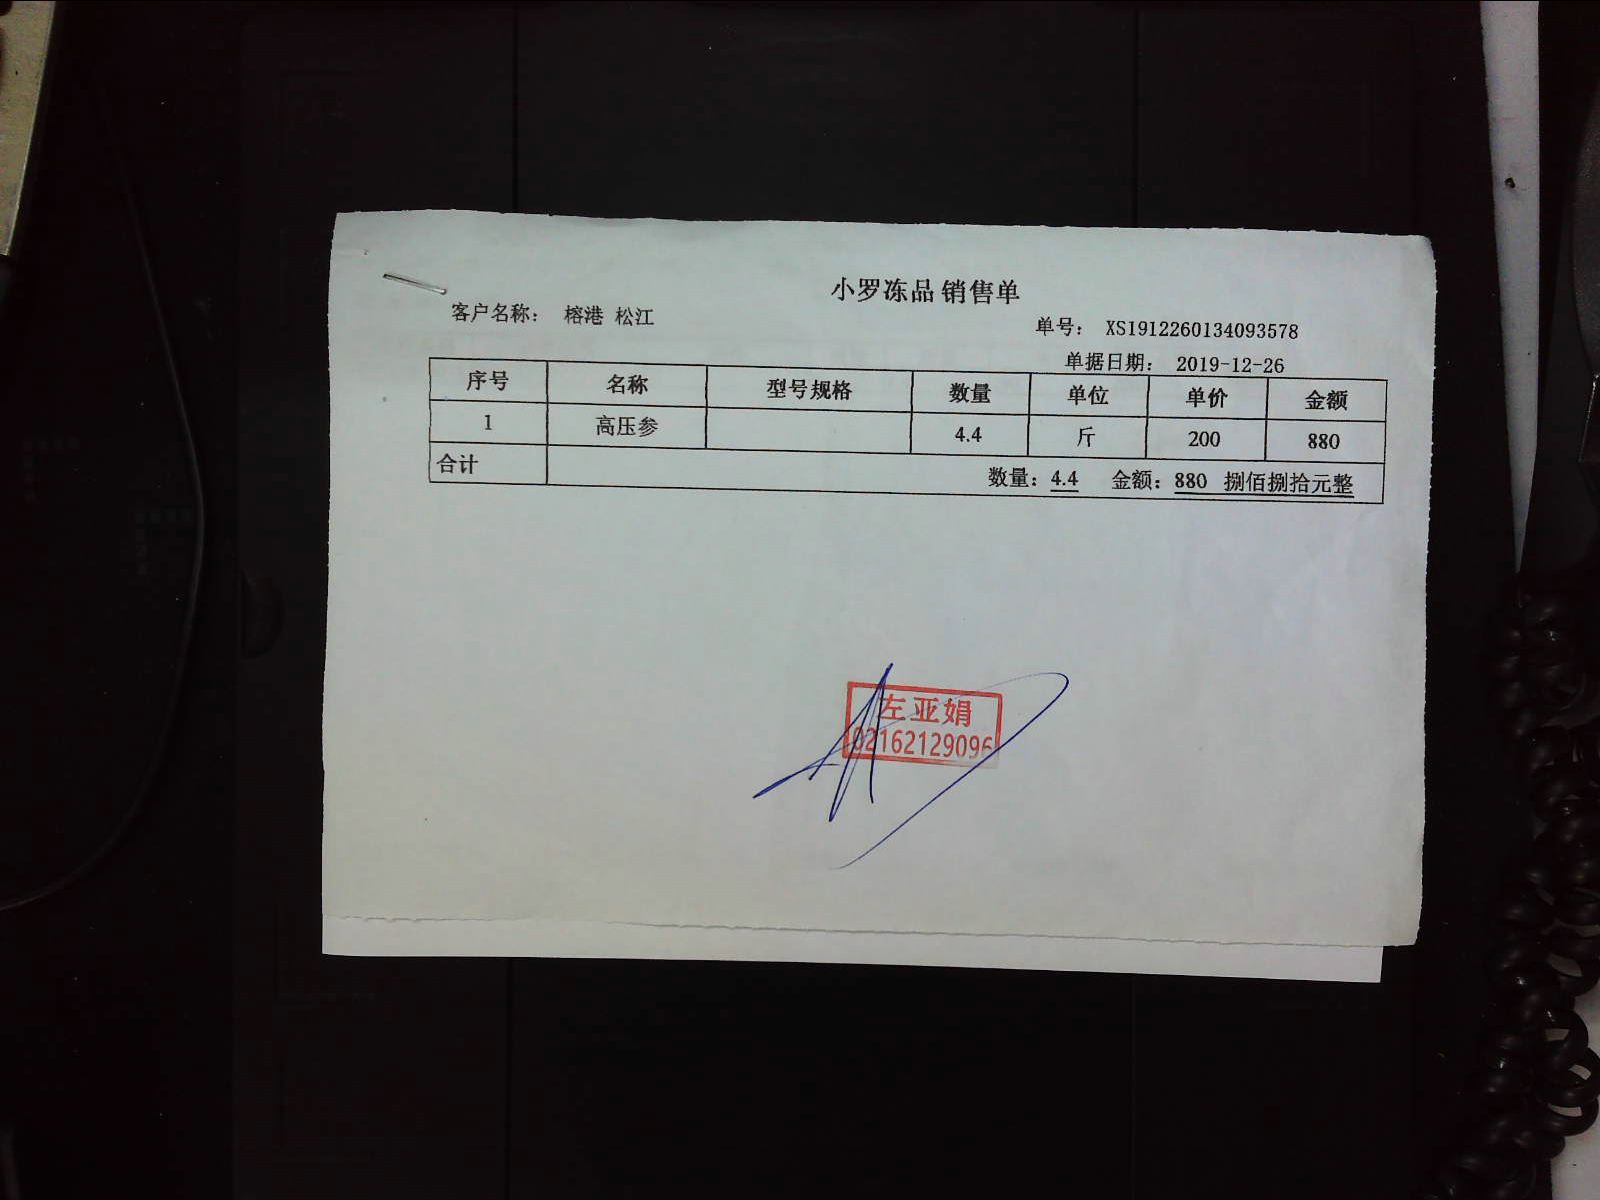 小罗冻品 销售单
客户名称： 榕港 松江
单号： XS1912260134093578
单据日期： 2019-12-26
序号 名称 型号规格 数量 单位 单价 金额
1 高压参 4.4 斤 200 880
合计 数量：4.4 金额：880 捌佰捌拾元整
左亚娟
02162129096